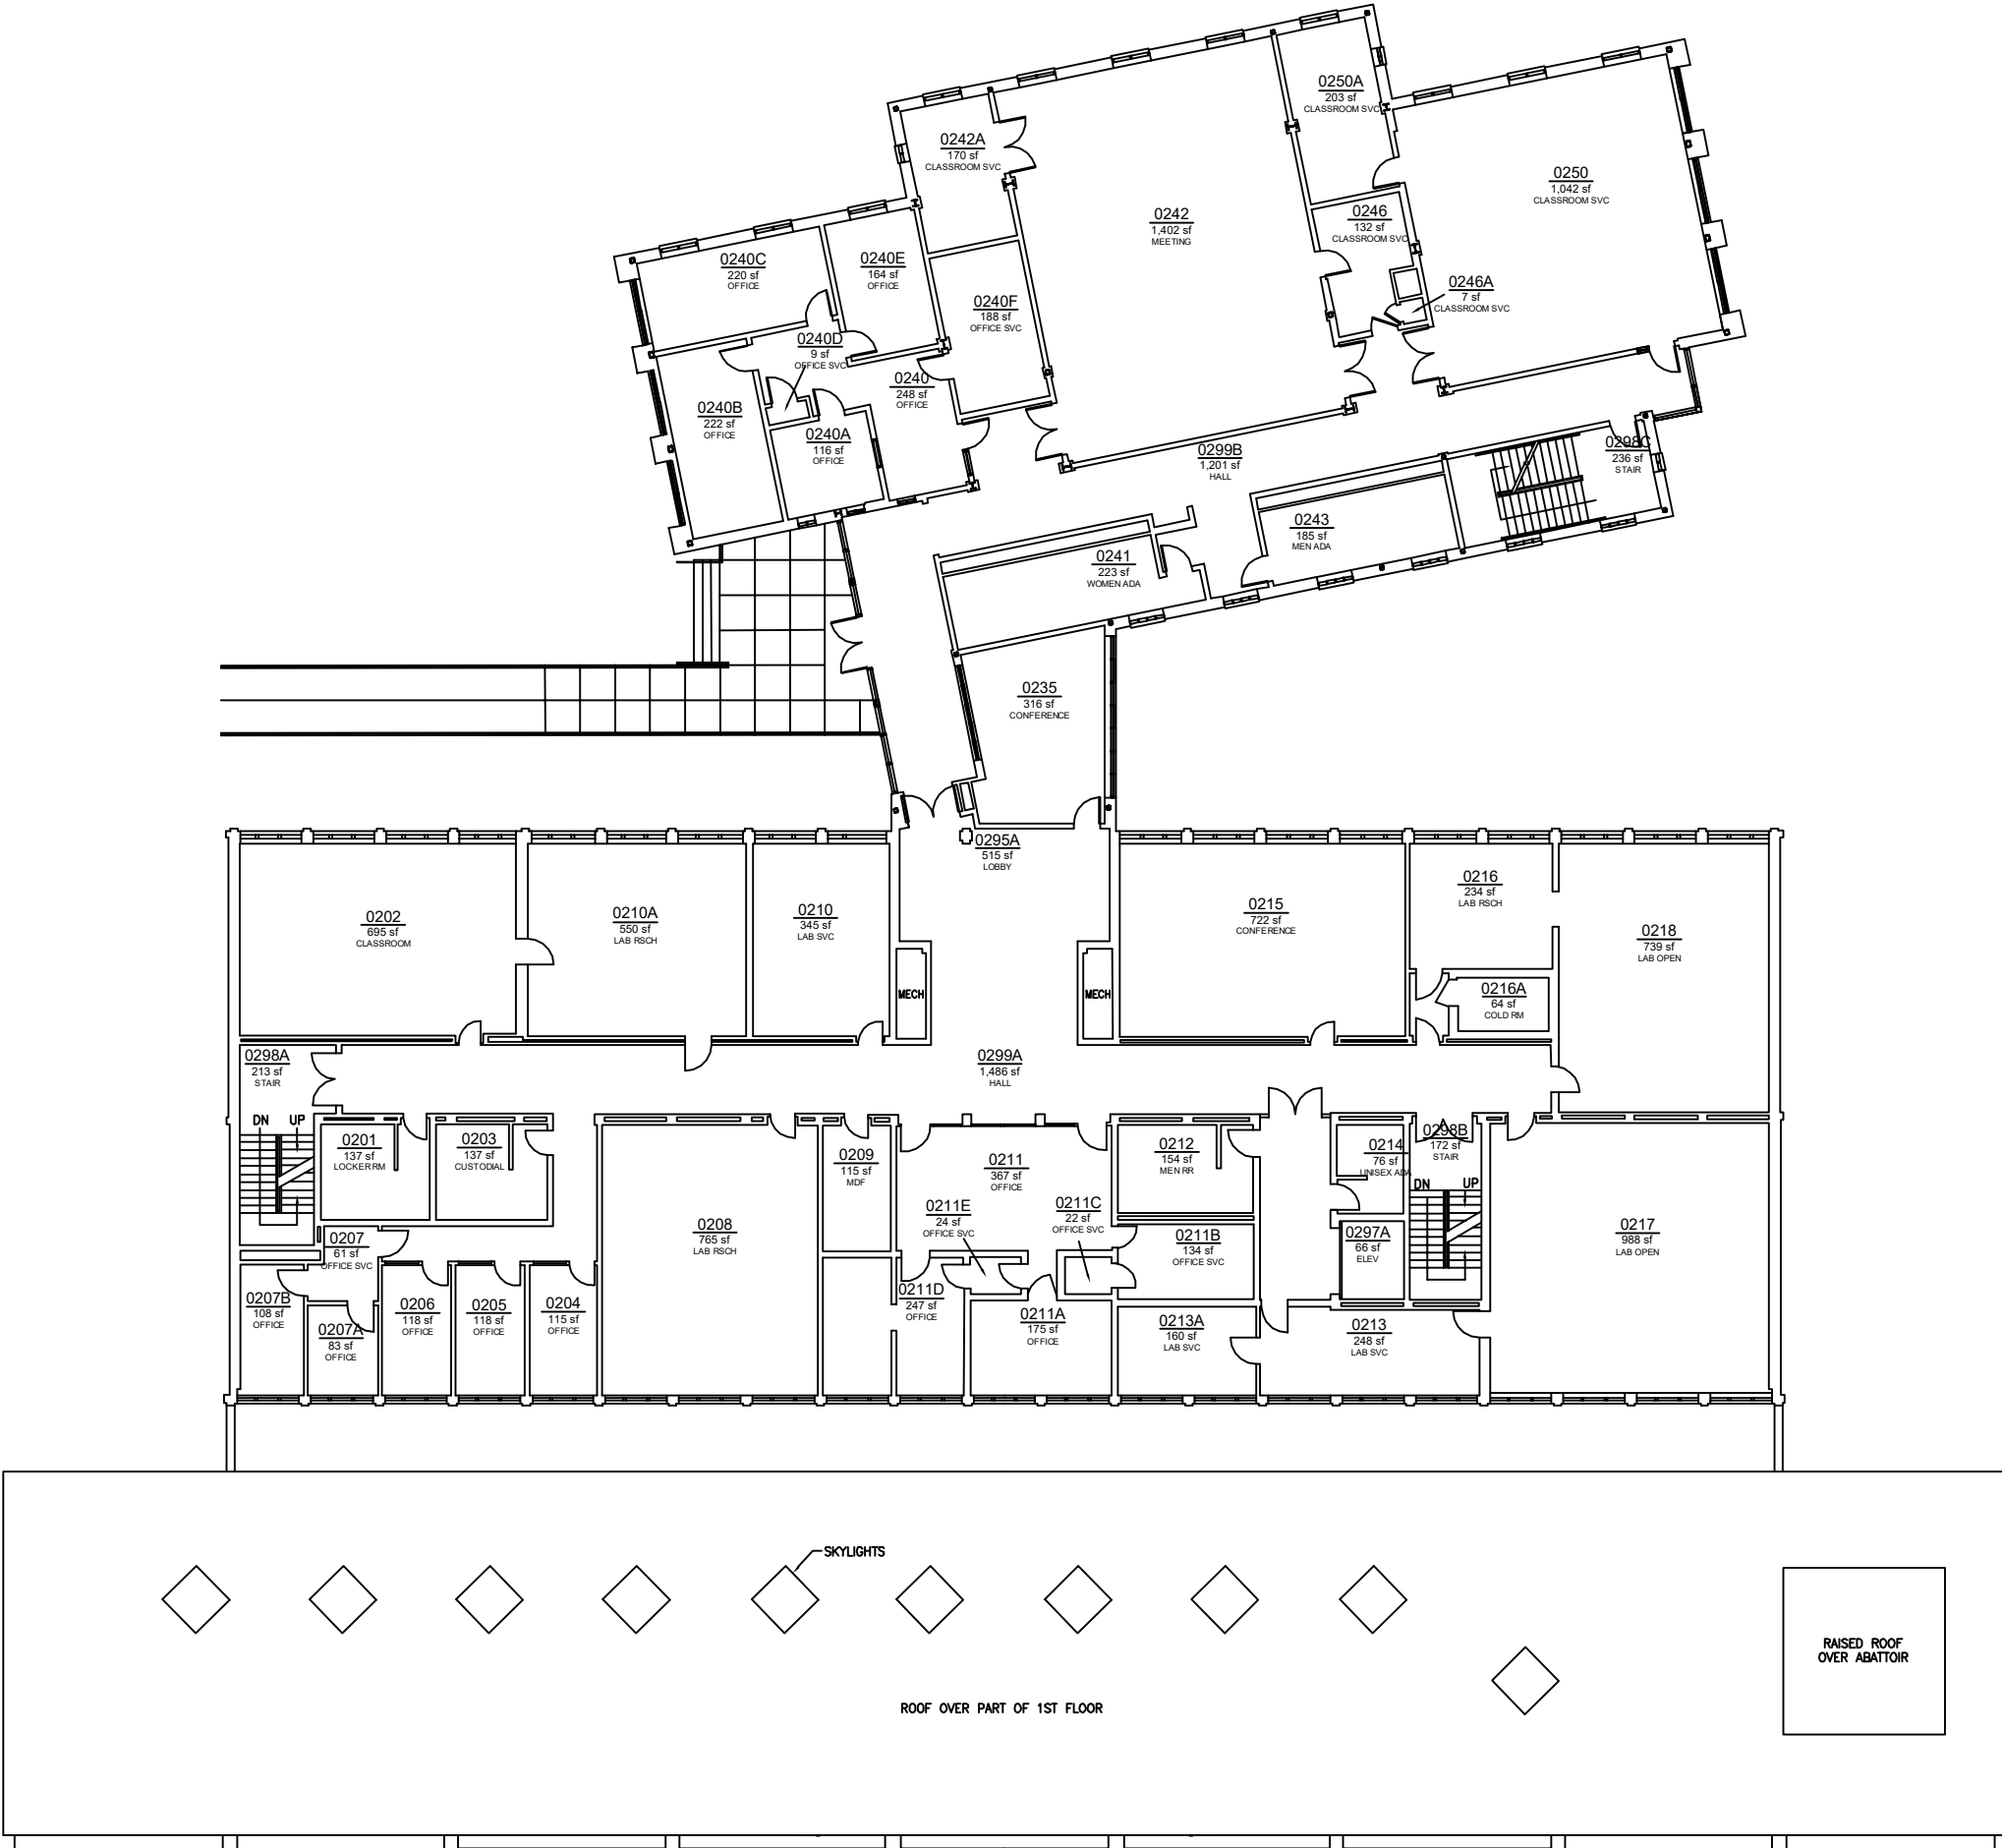 0250A
203 sf
CLASSROOM SVC
0242A
170 sf
CLASSROOM SVC
0250
1,042 sf
CLASSROOM SVC
0242
1,402 sf
MEETING
0246
132 sf
CLASSROOM SVC
0246A
7 sf
CLASSROOM SVC
0240C
220 sf
OFFICE
0240E
164 sf
OFFICE
0240F
188 sf
OFFICE SVC
0240D
9 sf
OFFICE SVC
0240
248 sf
OFFICE
0240B
222 sf
OFFICE
0240A
116 sf
OFFICE
0299B
1,201 sf
HALL
0298C
236 sf
STAIR
0243
185 sf
MEN ADA
0241
223 sf
WOMEN ADA
0235
316 sf
CONFERENCE
0295A
515 sf
LOBBY
0202
695 sf
CLASSROOM
0210A
550 sf
LAB RSCH
0210
345 sf
LAB SVC
0215
722 sf
CONFERENCE
0216
234 sf
LAB RSCH
0218
739 sf
LAB OPEN
0216A
64 sf
COLD RM
MECH
MECH
0298A
213 sf
STAIR
0299A
1,486 sf
HALL
DN UP
0201
137 sf
LOCKER RM
0203
137 sf
CUSTODIAL
0209
115 sf
MDF
0211
367 sf
OFFICE
0212
154 sf
MEN RR
0214
76 sf
UNISEX ADA
0298B
172 sf
STAIR
DN UP
0211E
24 sf
OFFICE SVC
0211C
22 sf
OFFICE SVC
0208
765 sf
LAB RSCH
0207
61 sf
OFFICE SVC
0211B
134 sf
OFFICE SVC
0297A
66 sf
ELEV
0217
988 sf
LAB OPEN
0207B
108 sf
OFFICE
0207A
83 sf
OFFICE
0206
118 sf
OFFICE
0205
118 sf
OFFICE
0204
115 sf
OFFICE
0211D
247 sf
OFFICE
0211A
175 sf
OFFICE
0213A
160 sf
LAB SVC
0213
248 sf
LAB SVC
SKYLIGHTS
RAISED ROOF
OVER ABATTOIR
ROOF OVER PART OF 1ST FLOOR